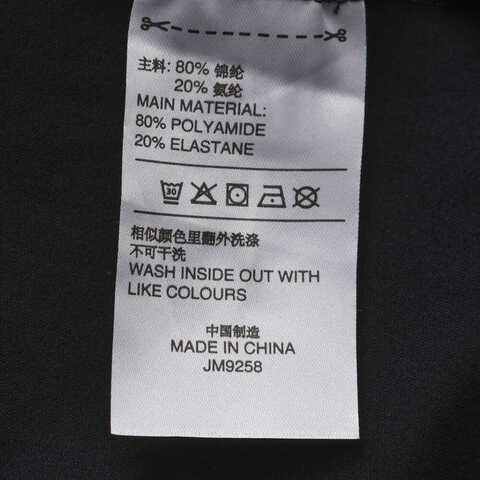 主料: 80% 锦纶
20% 氨纶
MAIN MATERIAL:
80% POLYAMIDE
20% ELASTANE
30
相似颜色里翻外洗涤
不可干洗
WASH INSIDE OUT WITH
LIKE COLOURS
中国制造
MADE IN CHINA
JM9258